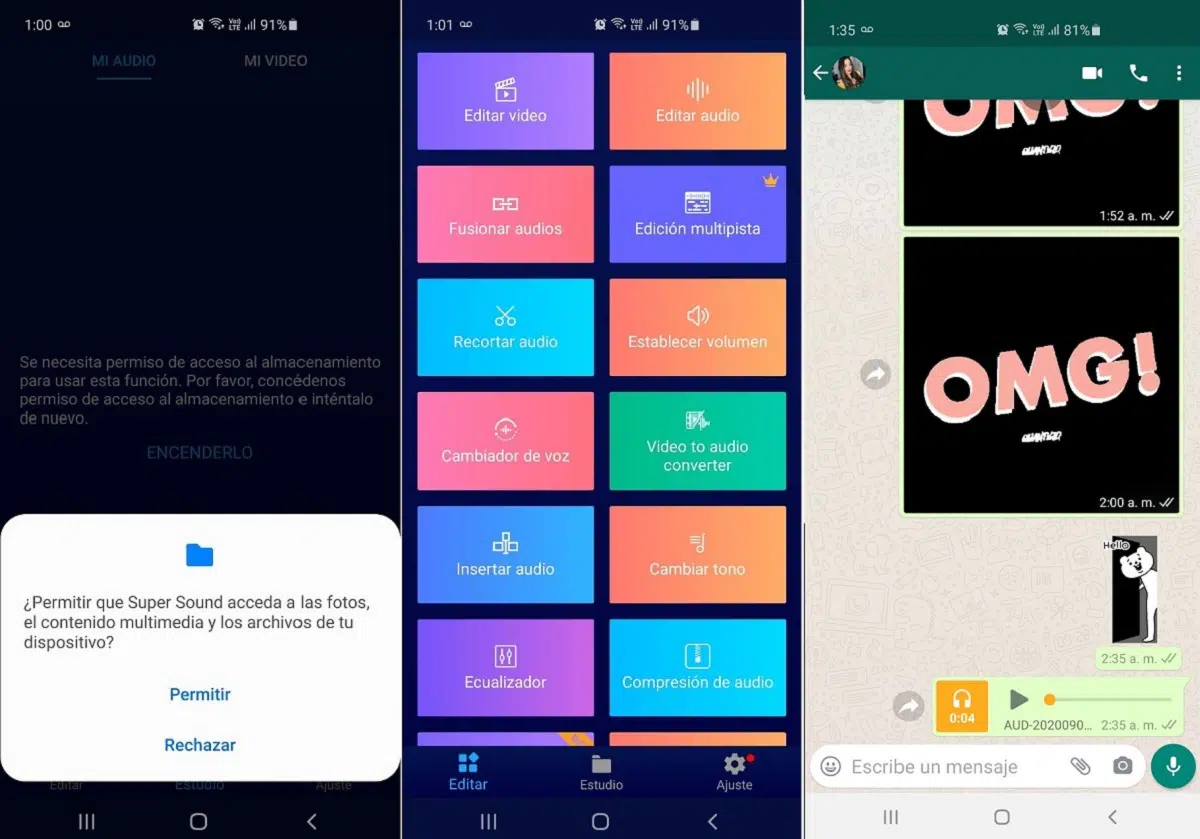 1:00
VoD LTE
91%
MI AUDIO
MI VIDEO
Se necesita permiso de acceso al almacenamiento
para usar esta función. Por favor, concédenos
permiso de acceso al almacenamiento e inténtalo
de nuevo.
ENCENDERLO
¿Permitir que Super Sound acceda a las fotos,
el contenido multimedia y los archivos de tu
dispositivo?
Permitir
Rechazar
Editar
Estudio
Ajuste
1:01
91%
Editar video
Editar audio
Fusionar audios
Edición multipista
Recortar audio
Establecer volumen
Cambiador de voz
Video to audio
converter
Insertar audio
Cambiar tono
Ecualizador
Compresión de audio
Editar
Estudio
Ajuste
1:35
81%
OMG!
1:52 a. m.
OMG!
2:00 a. m.
Hello
2:35 a. m.
0:04
AUD-2020090...
2:35 a. m.
Escribe un mensaje